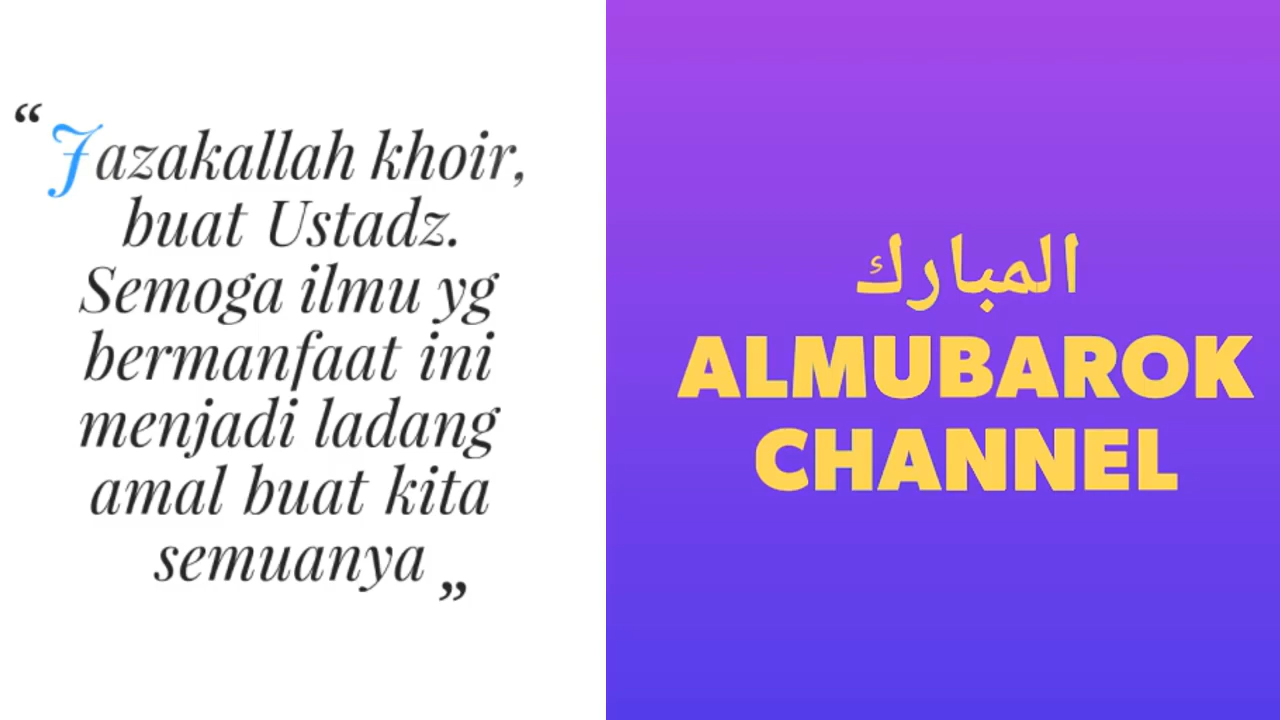 “Jazakallah khoir,
buat Ustadz.
Semoga ilmu yg
bermanfaat ini
menjadi ladang
amal buat kita
semuanya„
المبارك
ALMUBAROK
CHANNEL